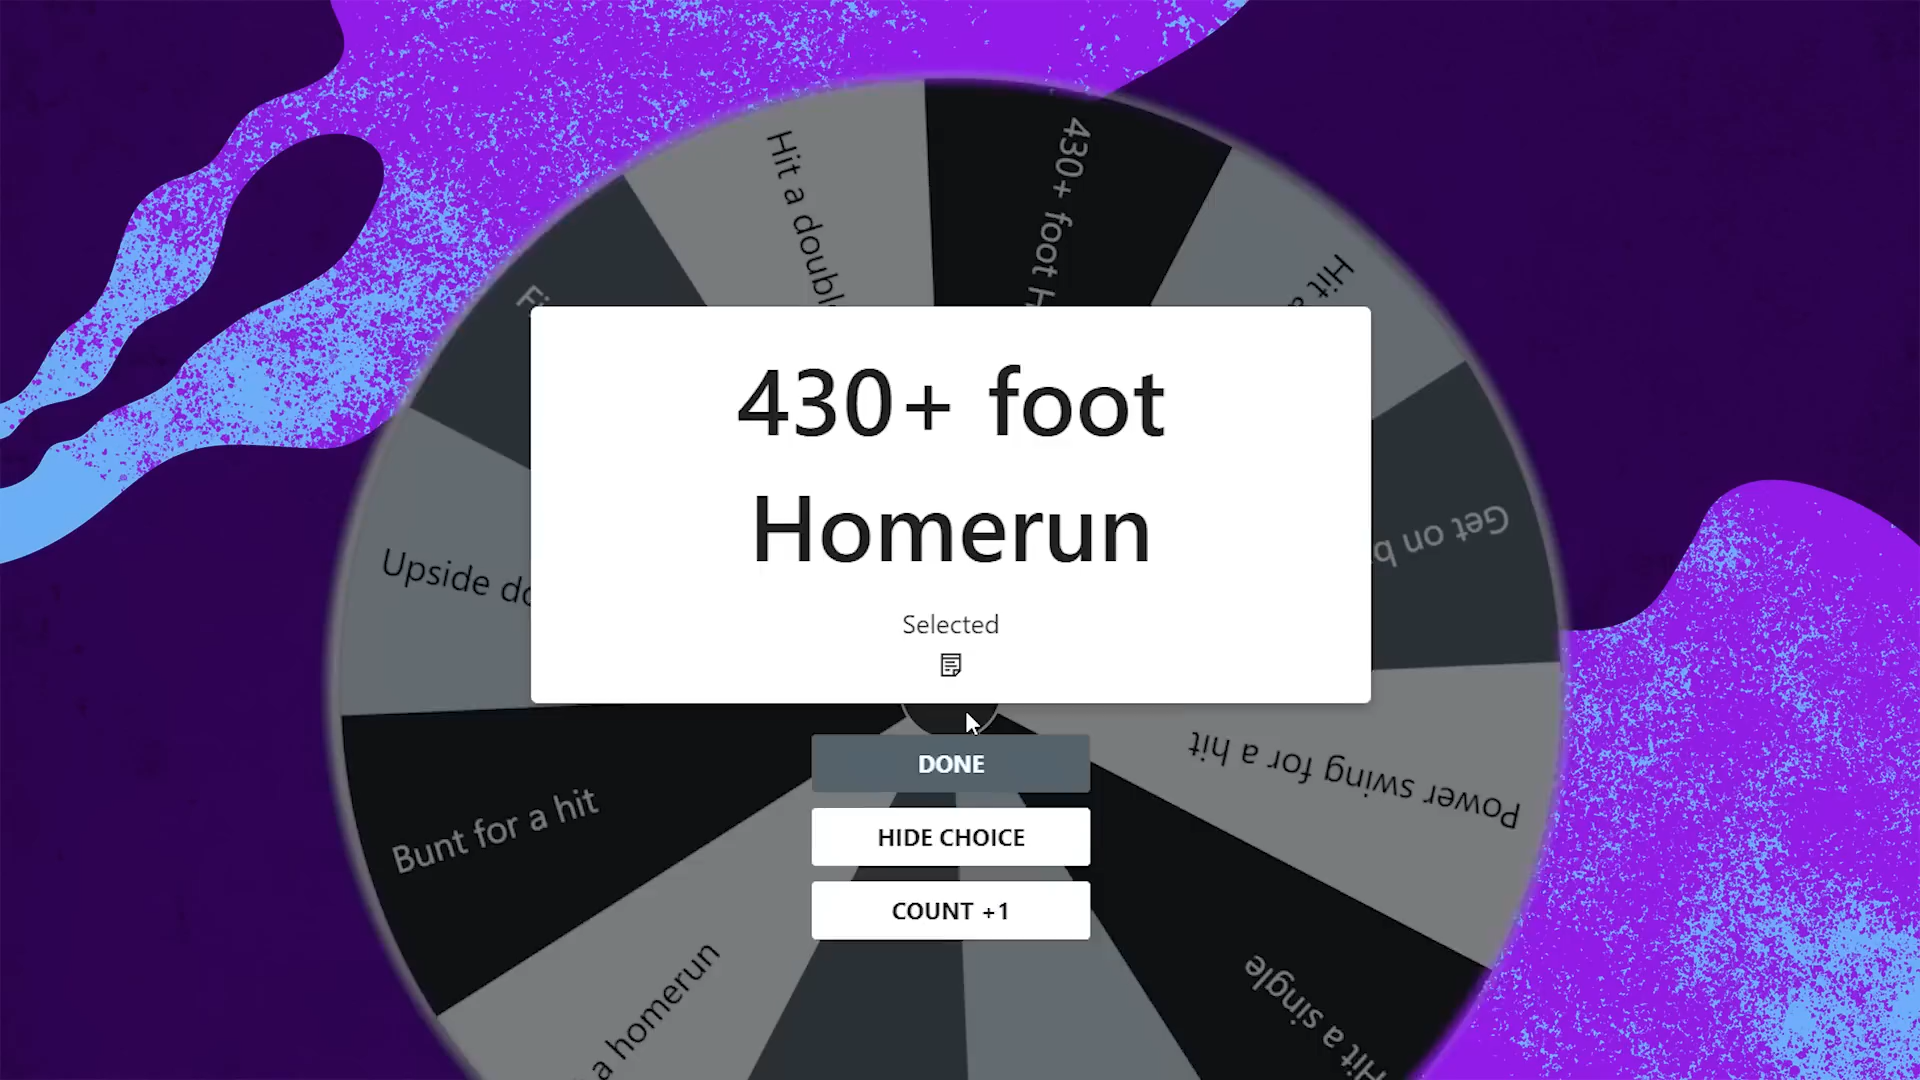 Hit a
430+ foot
Hit
Get on
Upside
430+ foot
Homerun
Selected
Power swing for a hit
DONE
Bunt for a hit
HIDE CHOICE
COUNT +1
a homerun
Hit a single